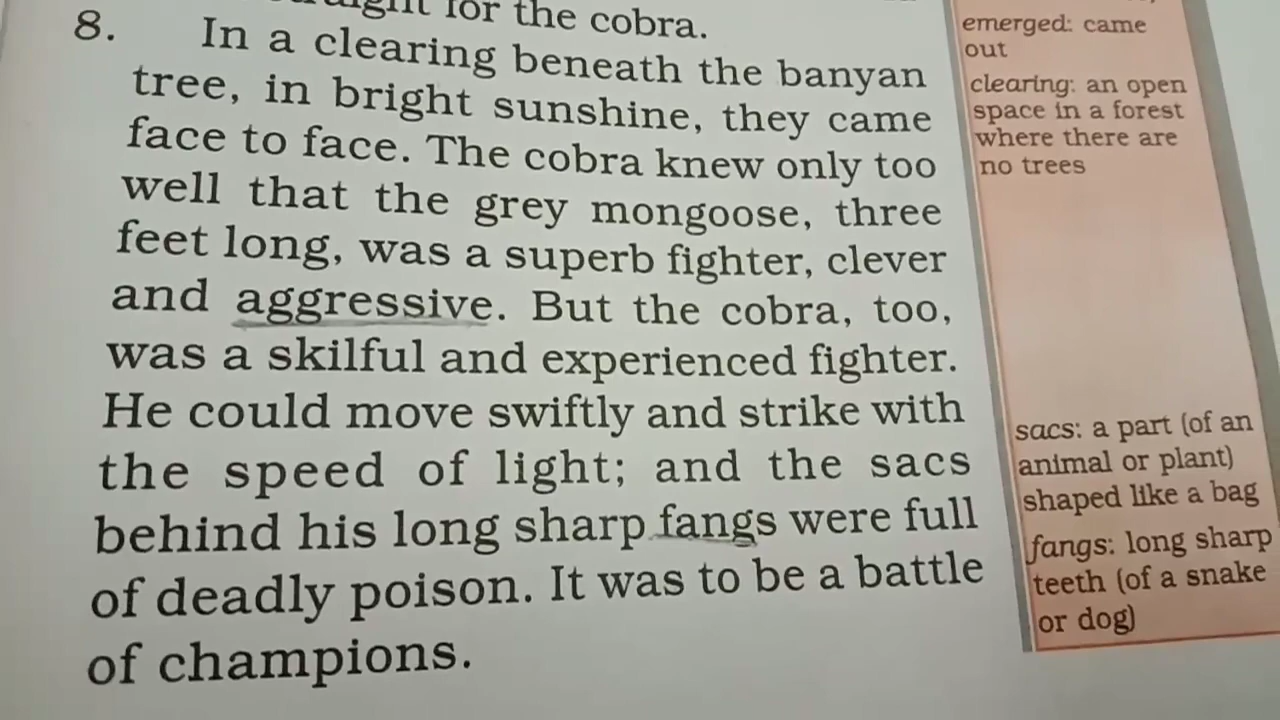 for the cobra.
8. In a clearing beneath the banyan
tree, in bright sunshine, they came
face to face. The cobra knew only too
well that the grey mongoose, three
feet long, was a superb fighter, clever
and aggressive. But the cobra, too,
was a skilful and experienced fighter.
He could move swiftly and strike with
the speed of light; and the sacs
behind his long sharp fangs were full
of deadly poison. It was to be a battle
of champions.
emerged: came
out
clearing: an open
space in a forest
where there are
no trees
sacs: a part (of an
animal or plant)
shaped like a bag
fangs: long sharp
teeth (of a snake
or dog)